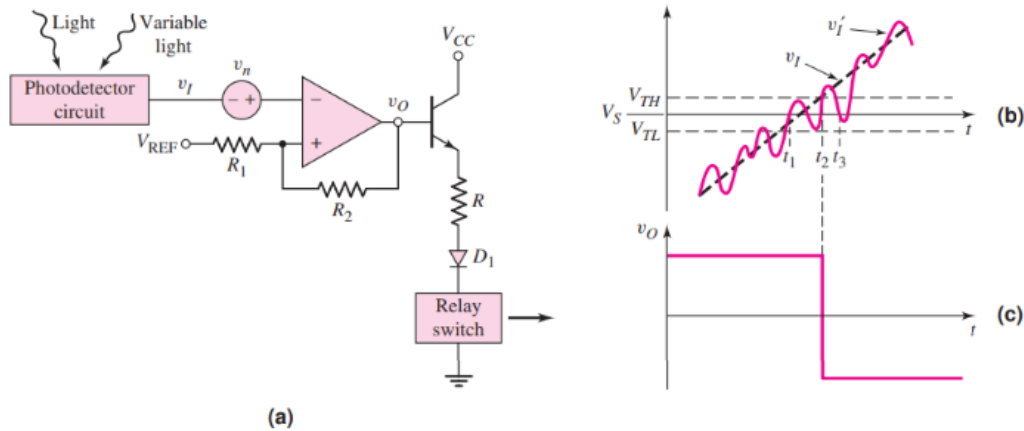 Light
Variable
light
Photodetector
circuit
v_I
v_n
− +
−
+
v_O
V_CC
V_REF
R_1
R_2
R
D_1
Relay
switch
(a)
v_I′
v_I
V_TH
V_S
V_TL
t
t_1
t_2
t_3
(b)
v_O
t
(c)